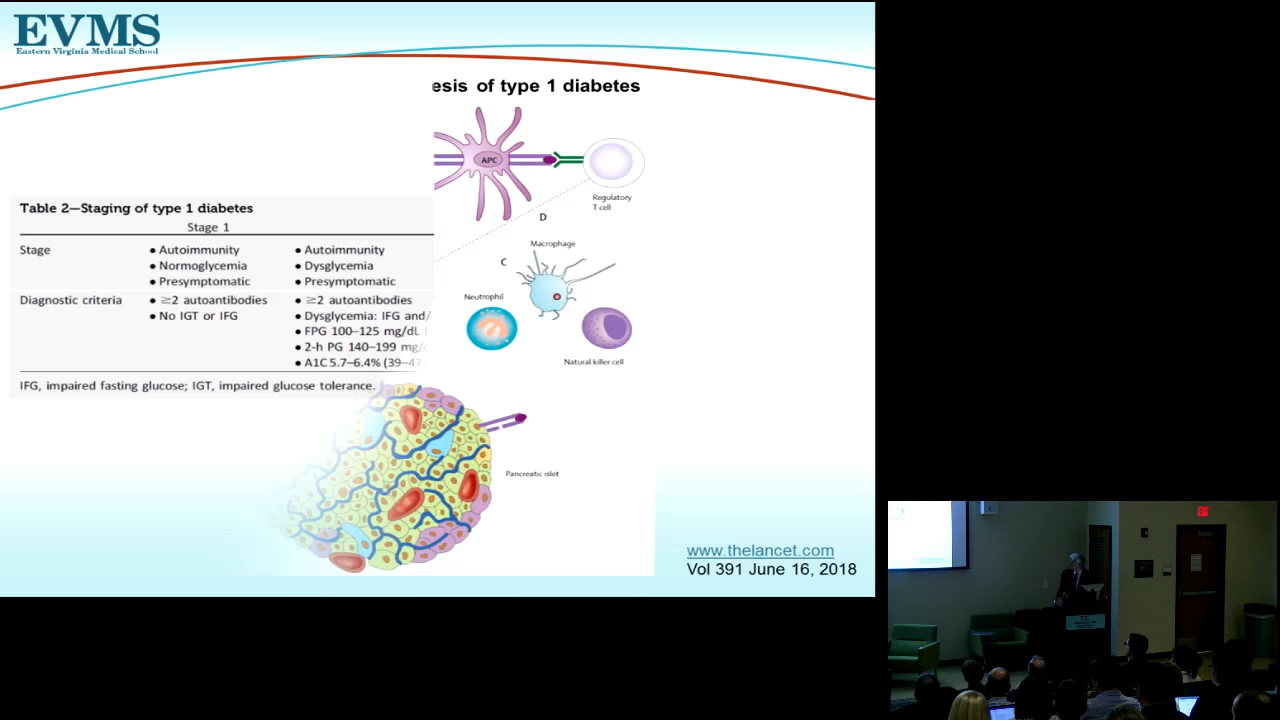 EVMS
Eastern Virginia Medical School
esis of type 1 diabetes
APC
Regulatory
T cell
D
Macrophage
C
Neutrophil
Natural killer cell
Table 2—Staging of type 1 diabetes
Stage 1
Stage
• Autoimmunity
• Normoglycemia
• Presymptomatic
• Autoimmunity
• Dysglycemia
• Presymptomatic
Diagnostic criteria
• ≥2 autoantibodies
• No IGT or IFG
• ≥2 autoantibodies
• Dysglycemia: IFG and/
• FPG 100–125 mg/dL
• 2-h PG 140–199 mg/
• A1C 5.7–6.4% (39–47
IFG, impaired fasting glucose; IGT, impaired glucose tolerance.
Pancreatic islet
www.thelancet.com
Vol 391 June 16, 2018